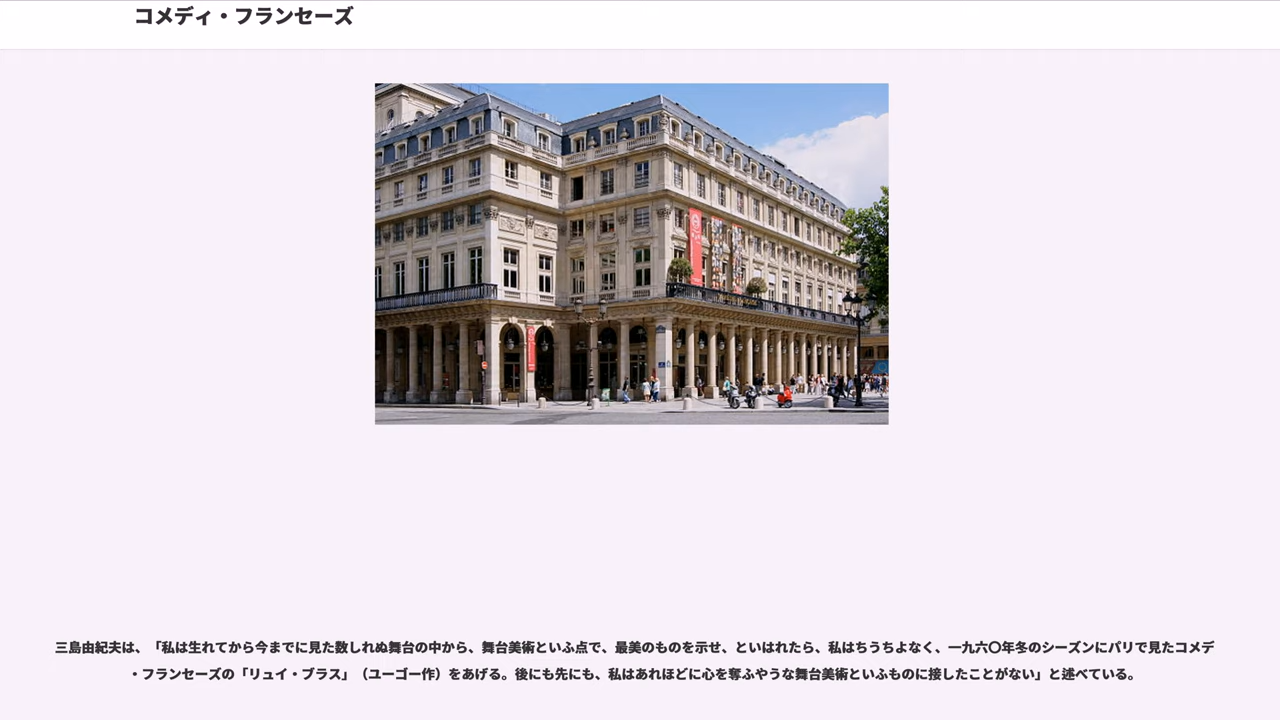 コメディ・フランセーズ
三島由紀夫は、「私は生れてから今までに見た数しれぬ舞台の中から、舞台美術といふ点で、最美のものを示せ、といはれたら、私はちうちよなく、一九六〇年冬のシーズンにパリで見たコメデ
・フランセーズの「リュイ・ブラス」（ユーゴー作）をあげる。後にも先にも、私はあれほどに心を奪ふやうな舞台美術といふものに接したことがない」と述べている。